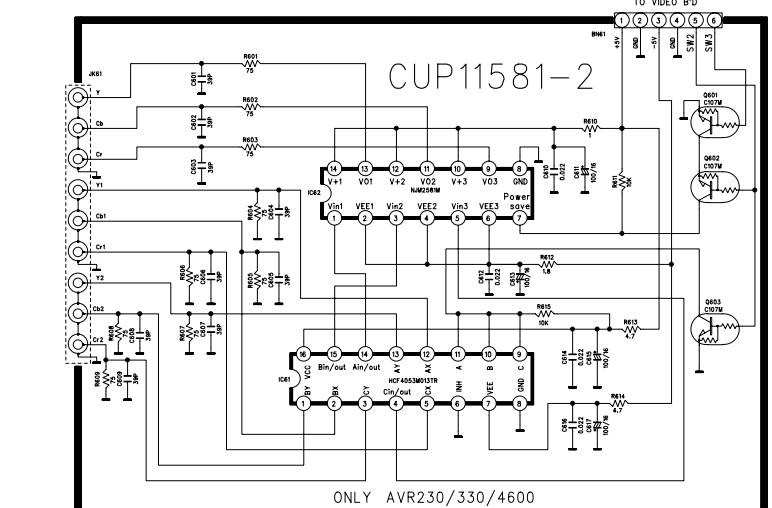 TO VIDEO B'D
1 2 3 4 5 6
BN61
+5V GND -5V GND SW2 SW3
JK61
Y
Cb
Cr
Y1
Cb1
Cr1
Y2
Cb2
Cr2
C601 39P
R601 75
C602 39P
R602 75
C603 39P
R603 75
CUP11581-2
Q601 C107M
Q602 C107M
Q603 C107M
R610 1
C610 0.022
C611 100/16
R611 10K
14 13 12 11 10 9 8
V+1 VO1 V+2 VO2 V+3 VO3 GND
IC62
NJM2581M
Power save
Vin1 VEE1 Vin2 VEE2 Vin3 VEE3
1 2 3 4 5 6 7
R604 75
C604 39P
R605 75
C605 39P
R606 75
C606 39P
R607 75
C607 39P
R608 75
C608 39P
R609 75
C609 39P
R612 1.8
C612 0.022
C613 100/16
R615 10K
R613 4.7
C614 0.022
C615 100/16
R614 4.7
C616 0.022
C617 100/16
16 15 14 13 12 11 10 9
VCC Bin/out Ain/out AY AX A B C
IC61
HCF4053M013TR
BY BX CY Cin/out CX INH VEE GND
1 2 3 4 5 6 7 8
ONLY AVR230/330/4600